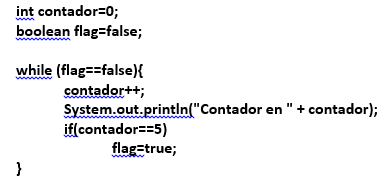 int contador=0;
boolean flag=false;
while (flag==false){
contador++;
System.out.println("Contador en " + contador);
if(contador==5)
flag=true;
}